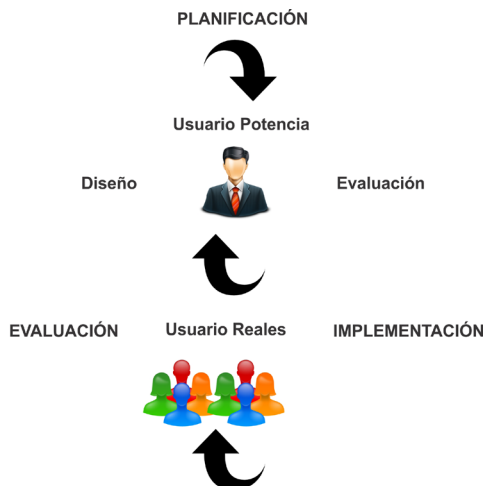 PLANIFICACIÓN
Usuario Potencia
Diseño
Evaluación
EVALUACIÓN
Usuario Reales
IMPLEMENTACIÓN